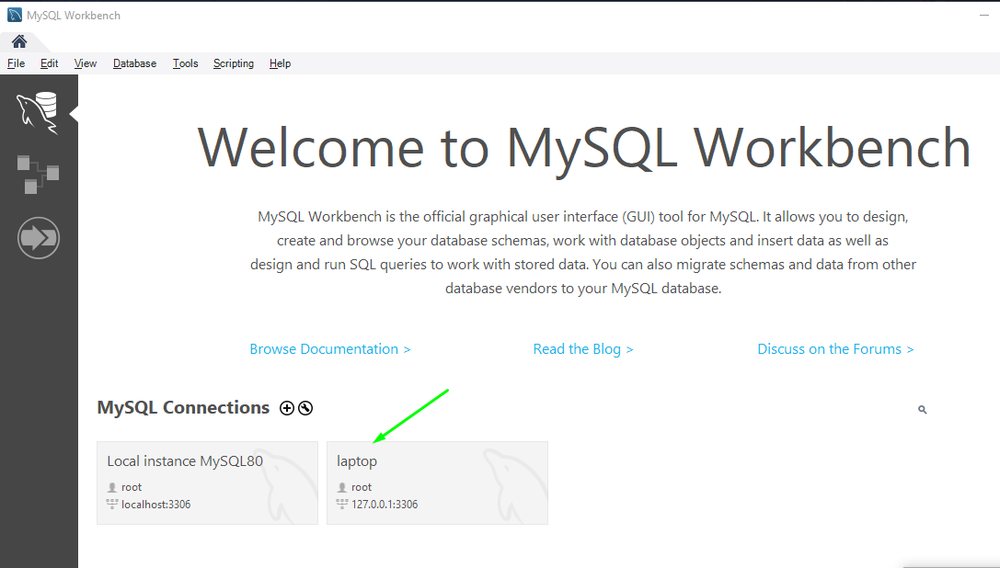 MySQL Workbench
File Edit View Database Tools Scripting Help
Welcome to MySQL Workbench
MySQL Workbench is the official graphical user interface (GUI) tool for MySQL. It allows you to design,
create and browse your database schemas, work with database objects and insert data as well as
design and run SQL queries to work with stored data. You can also migrate schemas and data from other
database vendors to your MySQL database.
Browse Documentation > Read the Blog > Discuss on the Forums >
MySQL Connections
Local instance MySQL80
root
localhost:3306
laptop
root
127.0.0.1:3306